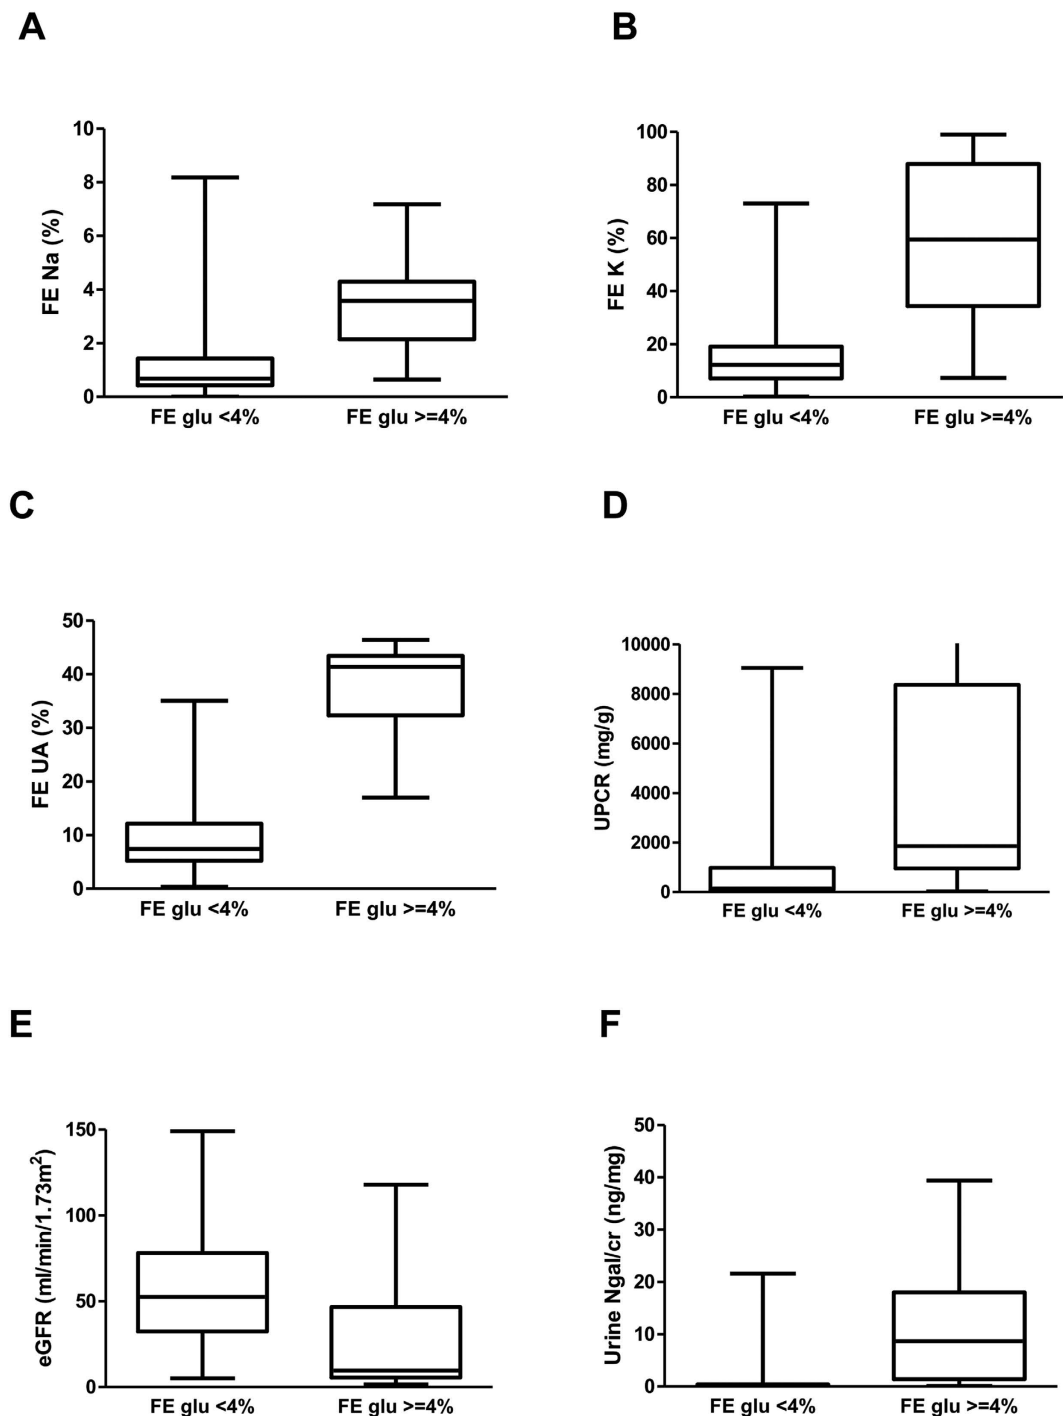 A
FE Na (%)
10
8
6
4
2
0
FE glu <4%
FE glu >=4%
B
FE K (%)
100
80
60
40
20
0
FE glu <4%
FE glu >=4%
C
FE UA (%)
50
40
30
20
10
0
FE glu <4%
FE glu >=4%
D
UPCR (mg/g)
10000
8000
6000
4000
2000
0
FE glu <4%
FE glu >=4%
E
eGFR (ml/min/1.73m²)
150
100
50
0
FE glu <4%
FE glu >=4%
F
Urine Ngal/cr (ng/mg)
50
40
30
20
10
0
FE glu <4%
FE glu >=4%